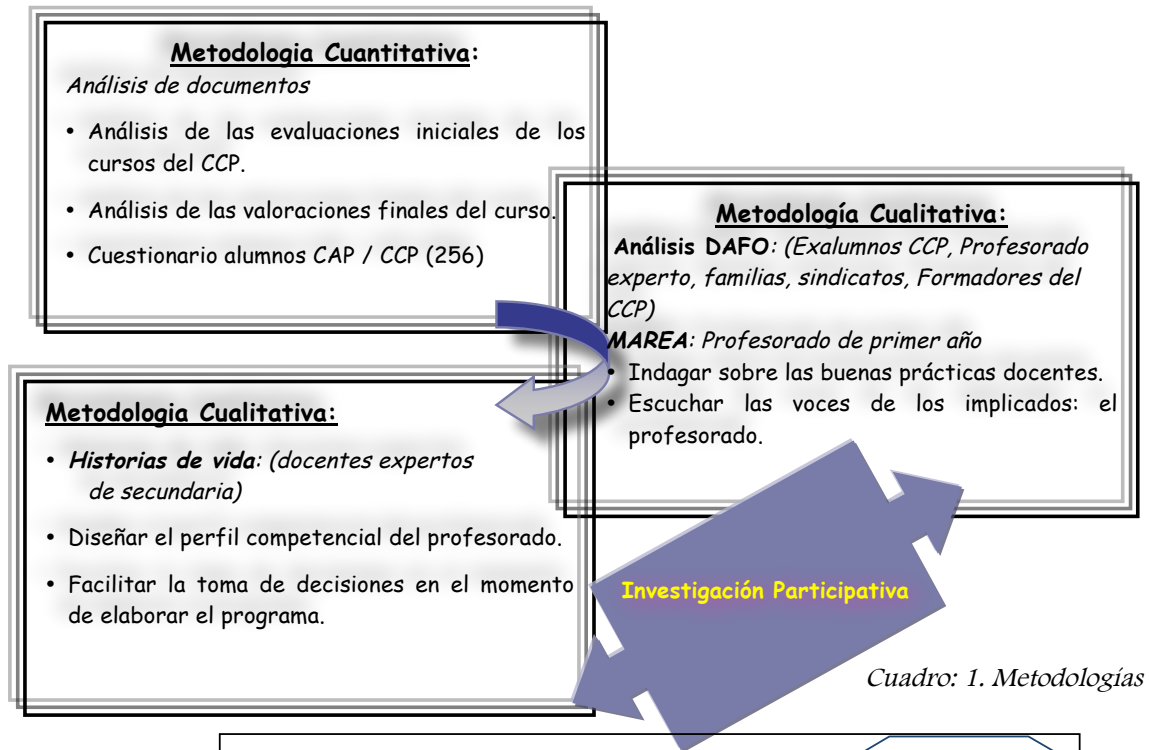 Metodologia Cuantitativa:
Análisis de documentos
• Análisis de las evaluaciones iniciales de los
cursos del CCP.
• Análisis de las valoraciones finales del curso.
• Cuestionario alumnos CAP / CCP (256)
Metodología Cualitativa:
Análisis DAFO: (Exalumnos CCP, Profesorado
experto, familias, sindicatos, Formadores del
CCP)
MAREA: Profesorado de primer año
• Indagar sobre las buenas prácticas docentes.
• Escuchar las voces de los implicados: el
profesorado.
Metodologia Cualitativa:
• Historias de vida: (docentes expertos
de secundaria)
• Diseñar el perfil competencial del profesorado.
• Facilitar la toma de decisiones en el momento
de elaborar el programa.
Investigación Participativa
Cuadro: 1. Metodologías